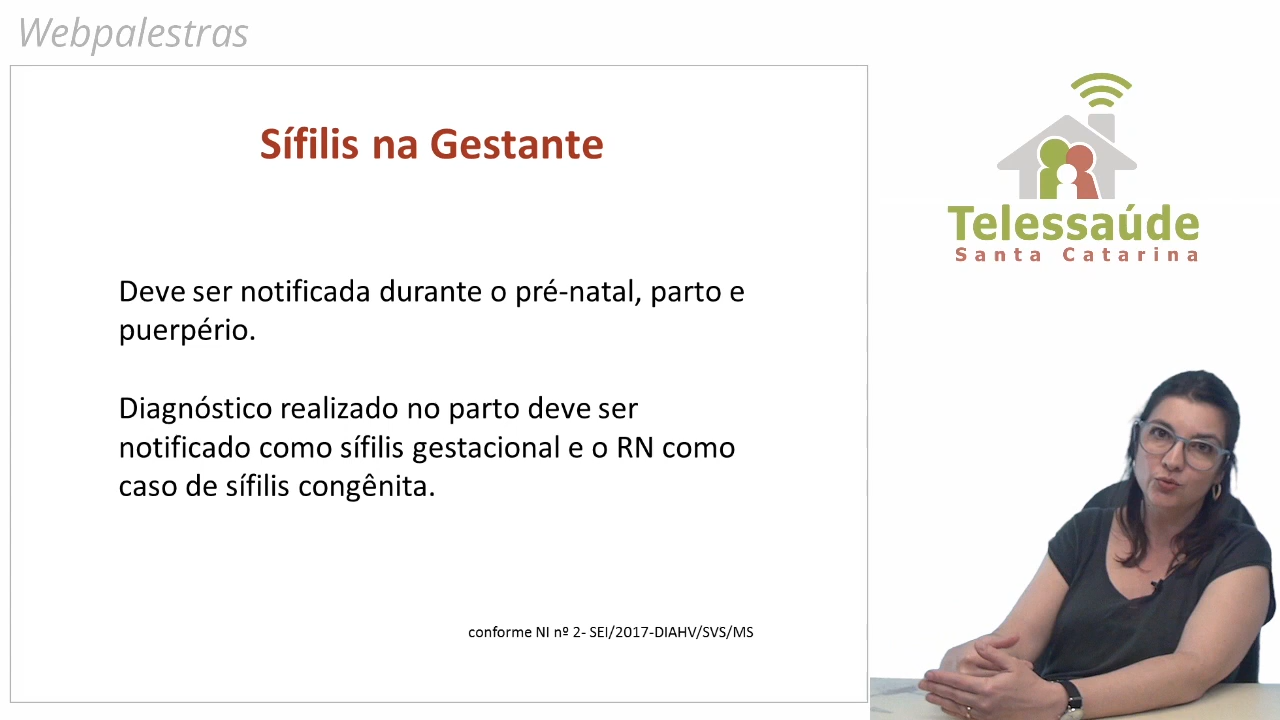 Webpalestras
Sífilis na Gestante
Deve ser notificada durante o pré-natal, parto e
puerpério.
Diagnóstico realizado no parto deve ser
notificado como sífilis gestacional e o RN como
caso de sífilis congênita.
conforme NI nº 2- SEI/2017-DIAHV/SVS/MS
Telessaúde
Santa Catarina